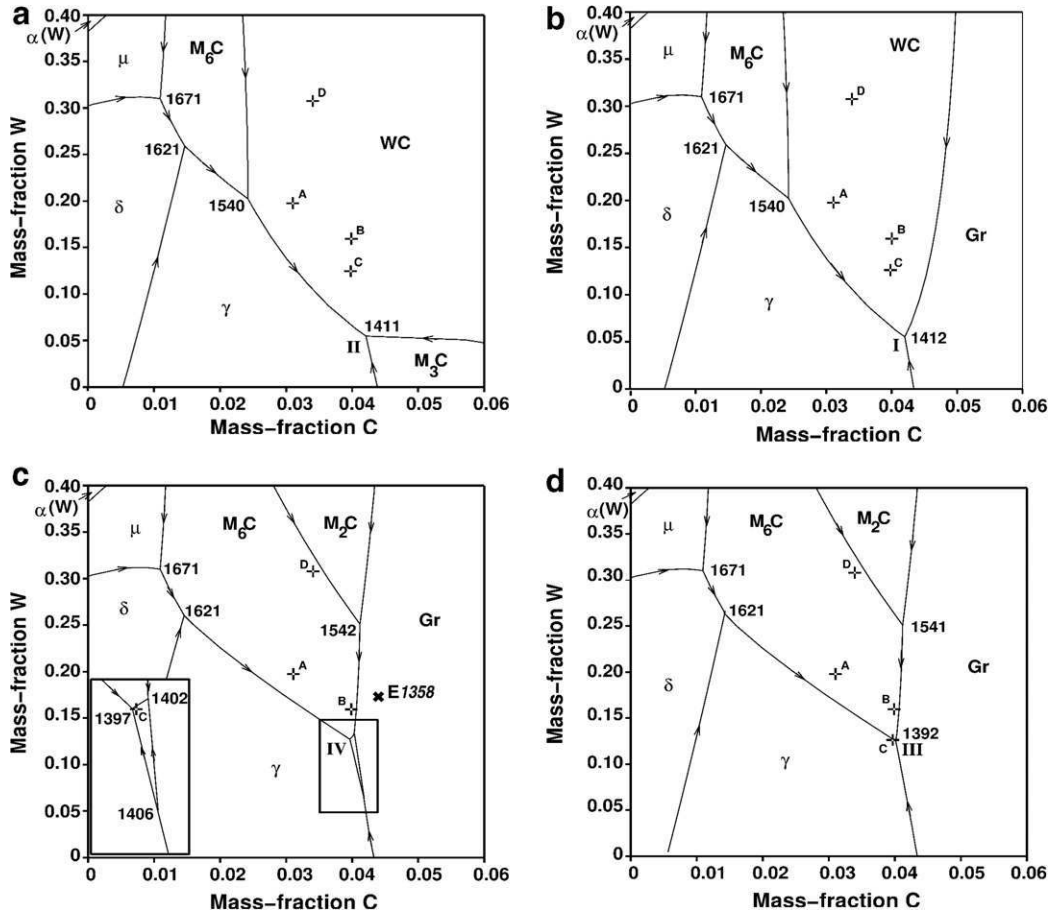 a
0.40
α(W)
μ
M6C
0.35
0.30
1671
D
0.25
1621
WC
Mass–fraction W
0.20
δ
1540
A
0.15
B
C
0.10
γ
1411
0.05
II
M3C
0
0 0.01 0.02 0.03 0.04 0.05 0.06
Mass–fraction C
b
0.40
α(W)
μ
M6C
WC
0.35
0.30
1671
D
0.25
1621
Mass–fraction W
0.20
δ
1540
A
0.15
B
Gr
C
0.10
γ
0.05
I
1412
0
0 0.01 0.02 0.03 0.04 0.05 0.06
Mass–fraction C
c
0.40
α(W)
μ
M6C
M2C
0.35
0.30
1671
D
δ
1621
0.25
1542
Gr
Mass–fraction W
0.20
A
E1358
B
0.15
1402
1397
C
IV
0.10
γ
0.05
1406
0
0 0.01 0.02 0.03 0.04 0.05 0.06
Mass–fraction C
d
0.40
α(W)
μ
M6C
M2C
0.35
0.30
1671
D
1621
0.25
1541
Mass–fraction W
0.20
δ
A
Gr
B
0.15
1392
C
III
0.10
γ
0.05
0
0 0.01 0.02 0.03 0.04 0.05 0.06
Mass–fraction C